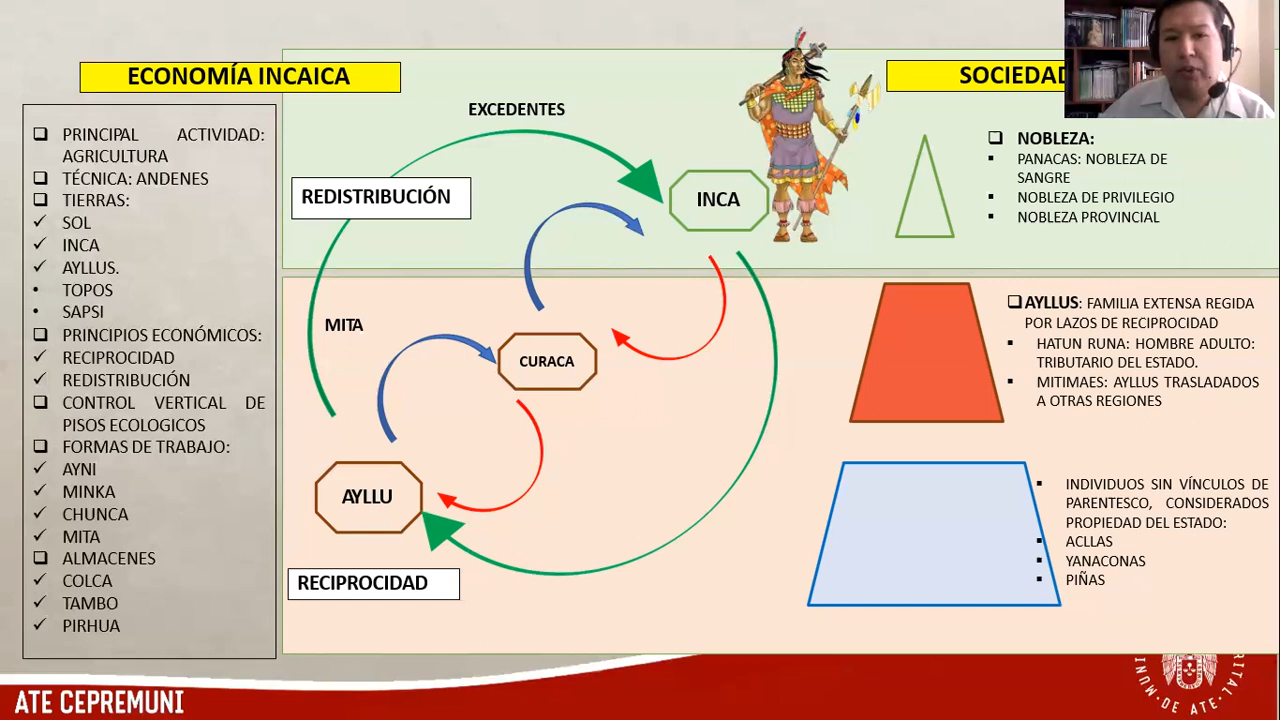 ECONOMÍA INCAICA
PRINCIPAL ACTIVIDAD:
AGRICULTURA
TÉCNICA: ANDENES
TIERRAS:
SOL
INCA
AYLLUS.
TOPOS
SAPSI
PRINCIPIOS ECONÓMICOS:
RECIPROCIDAD
REDISTRIBUCIÓN
CONTROL VERTICAL DE
PISOS ECOLOGICOS
FORMAS DE TRABAJO:
AYNI
MINKA
CHUNCA
MITA
ALMACENES
COLCA
TAMBO
PIRHUA
EXCEDENTES
REDISTRIBUCIÓN
INCA
MITA
CURACA
AYLLU
RECIPROCIDAD
SOCIEDAD
NOBLEZA:
PANACAS: NOBLEZA DE
SANGRE
NOBLEZA DE PRIVILEGIO
NOBLEZA PROVINCIAL
AYLLUS: FAMILIA EXTENSA REGIDA
POR LAZOS DE RECIPROCIDAD
HATUN RUNA: HOMBRE ADULTO:
TRIBUTARIO DEL ESTADO.
MITIMAES: AYLLUS TRASLADADOS
A OTRAS REGIONES
INDIVIDUOS SIN VÍNCULOS DE
PARENTESCO, CONSIDERADOS
PROPIEDAD DEL ESTADO:
ACLLAS
YANACONAS
PIÑAS
ATE CEPREMUNI
DE ATE